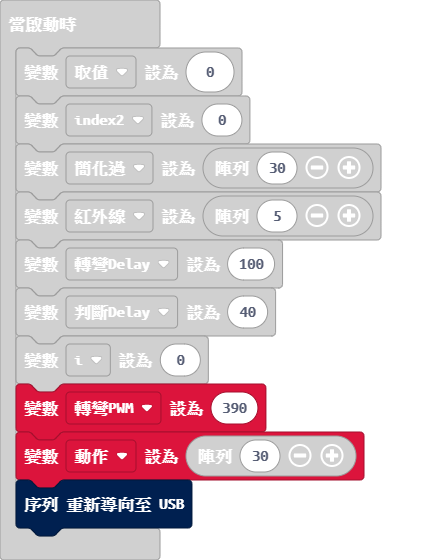 當啟動時
變數 取值 設為 0
變數 index2 設為 0
變數 簡化過 設為 陣列 30
變數 紅外線 設為 陣列 5
變數 轉彎Delay 設為 100
變數 判斷Delay 設為 40
變數 i 設為 0
變數 轉彎PWM 設為 390
變數 動作 設為 陣列 30
序列 重新導向至 USB